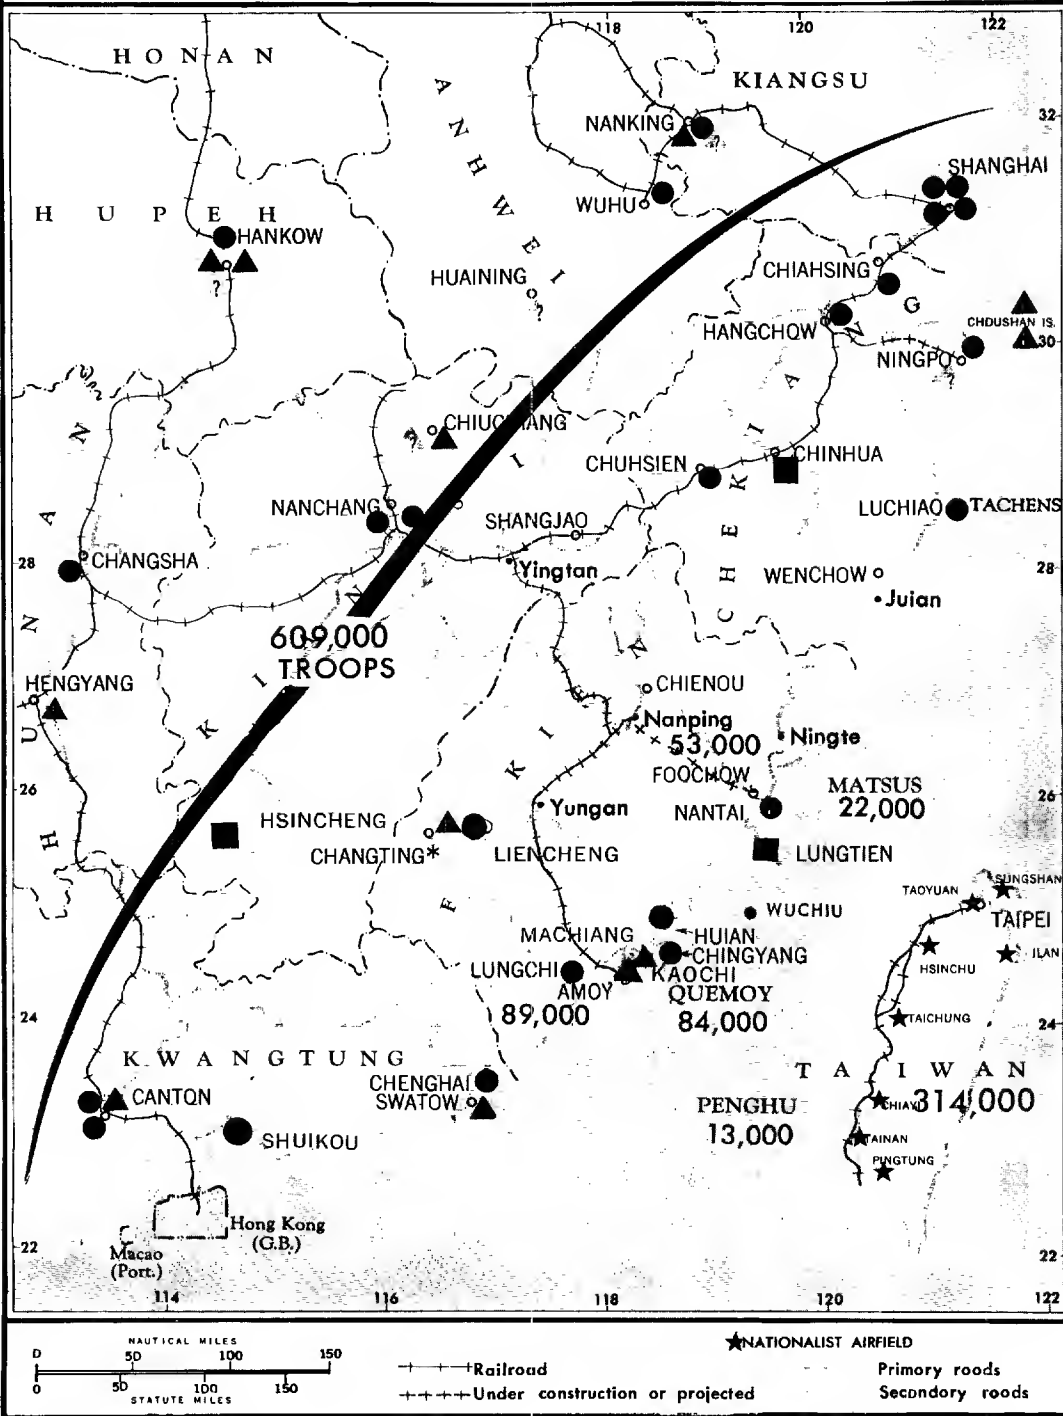 118 120 122
HONAN
KIANGSU
ANHWEI
32
NANKING
?
SHANGHAI
WUHU
HUPEH
HANKOW
?
CHIAHSING
HUAINING
?
HANGCHOW
CHOUSHAN IS.
30
NINGPO
?
CHEKIANG
CHIUCHIANG
?
CHINHUA
CHUHSIEN
NANCHANG
SHANGJAO
LUCHIAO TACHENS
28
CHANGSHA
Yingtan
28
WENCHOW
Juian
HUNAN
KIANGSI
609,000
TROOPS
HENGYANG
CHIENOU
Nanping
53,000
Ningte
FOOCHOW
26
MATSUS
22,000
26
NANTAI
Yungan
HSINCHENG
CHANGTING*
LIENCHENG
LUNGTIEN
FUKIEN
SUNGSHAN
TAOYUAN
TAIPEI
WUCHIU
MACHIANG
HUIAN
CHINGYANG
HSINCHU
ILAN
LUNGCHI
KAOCHI
AMOY
QUEMOY
89,000
84,000
24
TAICHUNG
24
KWANGTUNG
TAIWAN
CHENGHAI
SWATOW
CANTON
CHIAYI
314,000
PENGHU
13,000
SHUIKOU
TAINAN
PINGTUNG
Hong Kong
(G.B.)
22
Macao
(Port.)
22
114 116 118 120 122
NAUTICAL MILES
0 50 100 150
0 50 100 150
STATUTE MILES
Railroad
Under construction or projected
NATIONALIST AIRFIELD
Primary roads
Secondary roads